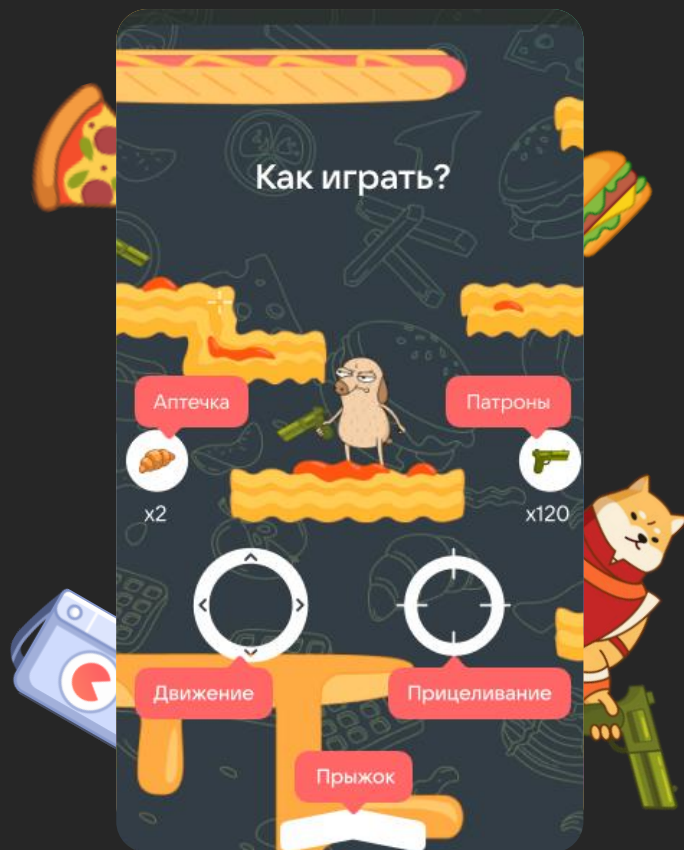 Как играть?
Аптечка
Патроны
x2
x120
Движение
Прицеливание
Прыжок